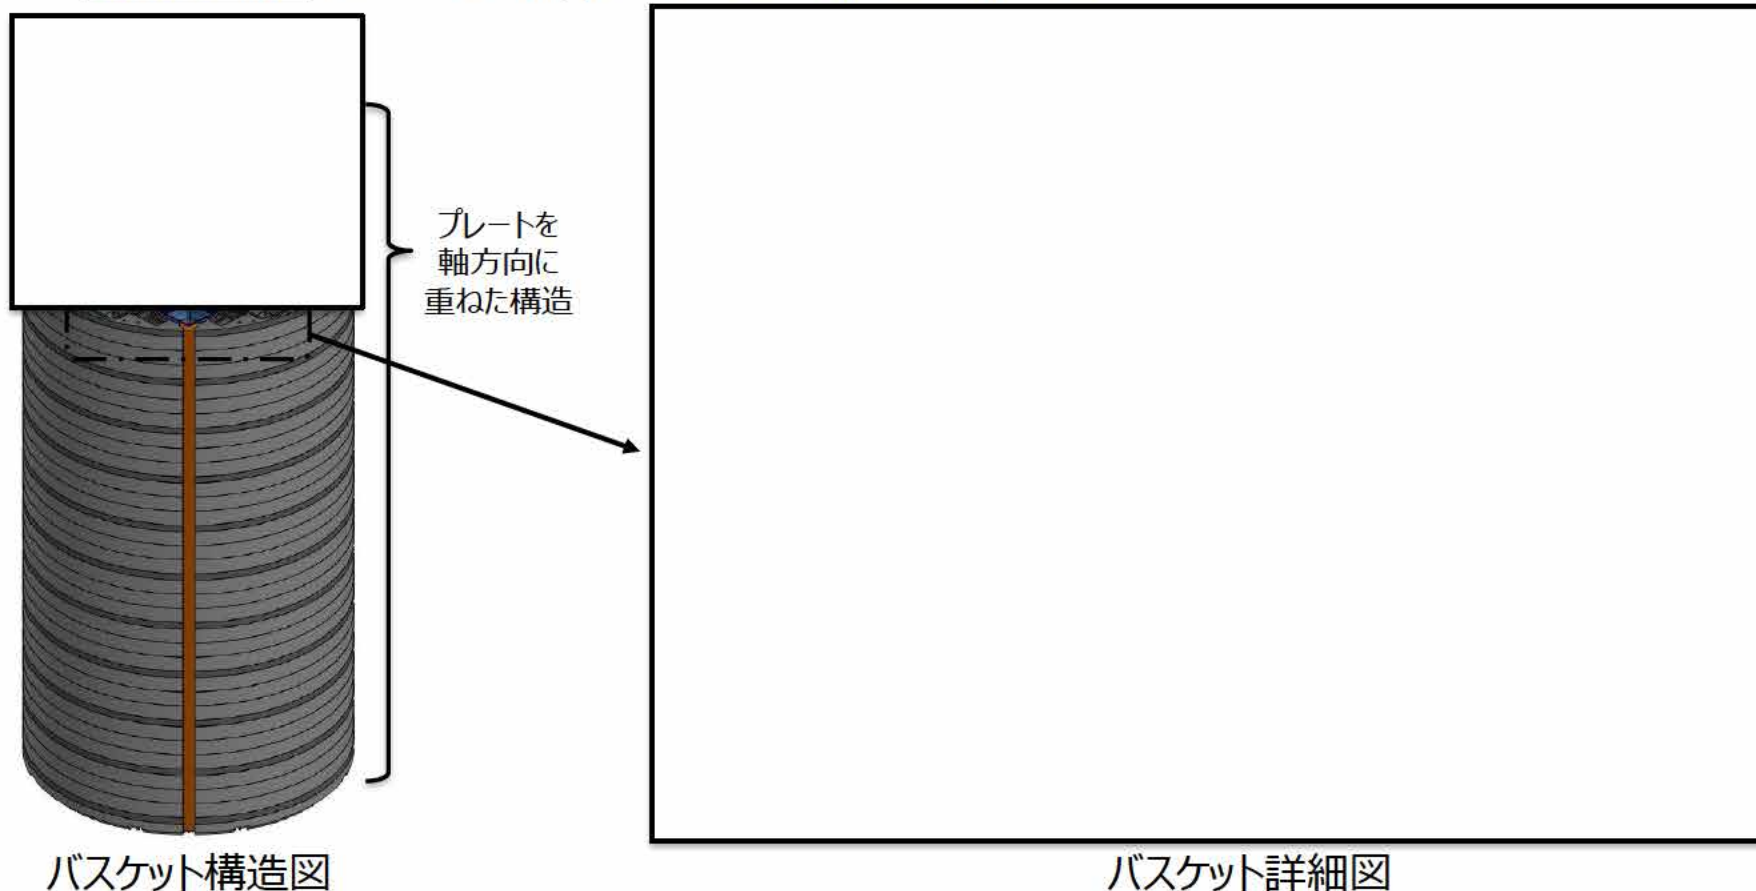 プレートを
軸方向に
重ねた構造
バスケット構造図
バスケット詳細図